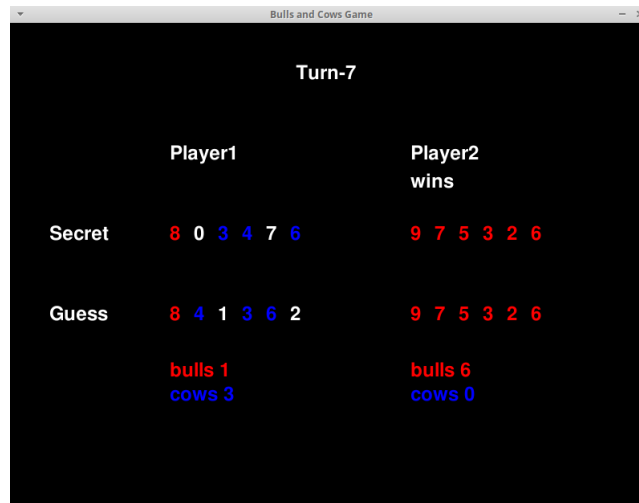 Bulls and Cows Game
Turn-7
Player1 Player2
wins
Secret 8 0 3 4 7 6 9 7 5 3 2 6
Guess 8 4 1 3 6 2 9 7 5 3 2 6
bulls 1 bulls 6
cows 3 cows 0